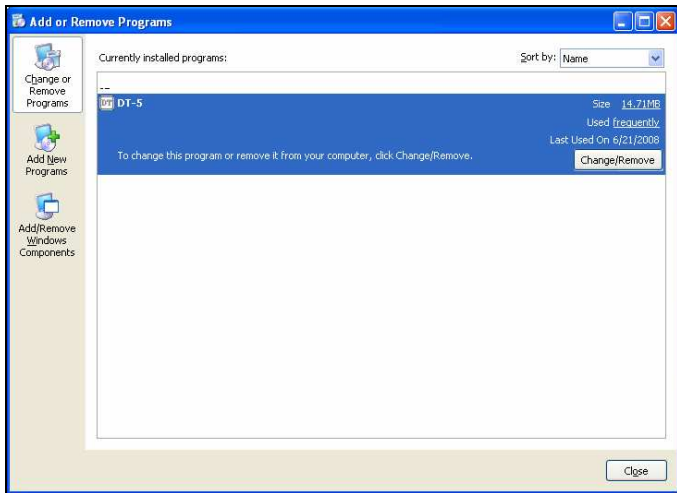 Add or Remove Programs
Change or
Remove
Programs
Add New
Programs
Add/Remove
Windows
Components
Currently installed programs:
Sort by: Name
--
DT DT-5
Size 14.71MB
Used frequently
Last Used On 6/21/2008
To change this program or remove it from your computer, click Change/Remove.
Change/Remove
Close